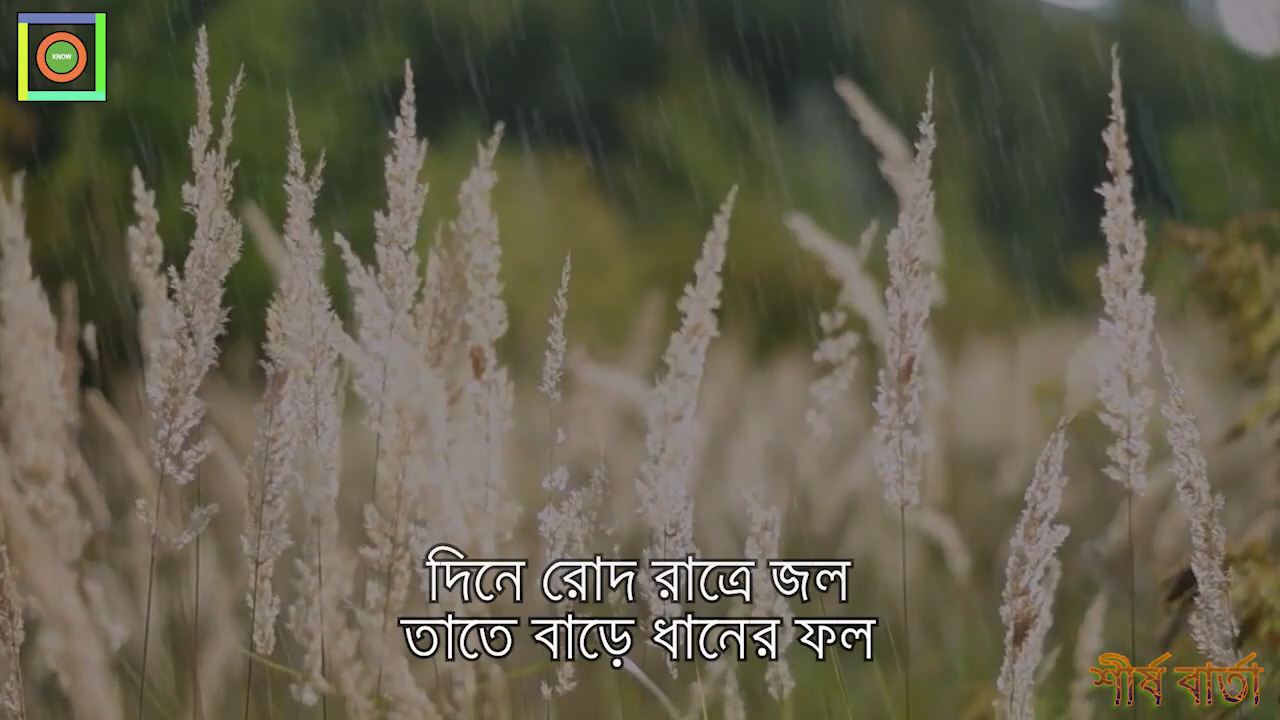 KNOW
দিনে রোদ রাত্রে জল
তাতে বাড়ে ধানের ফল
শীর্ষ বার্তা